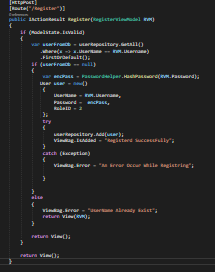 [HttpPost]
[Route("/Register")]
public IActionResult Register(RegisterViewModel RVM)
{
if (ModelState.IsValid)
{
var userFromDb = userRepository.GetAll()
.Where(x => x.UserName == RVM.Username)
.FirstOrDefault();
if (userFromDb == null)
{
var encPass = PasswordHelper.HashPassword(RVM.Password);
User user = new User()
{
UserName = RVM.Username,
Password = encPass,
RoleID = 2
};
try
{
userRepository.Add(user);
ViewBag.IsAdded = "Registerd Successfully";
}
catch (Exception)
{
ViewBag.Error = "An Error Occur While Registring";
}
}
else
{
ViewBag.Error = "UserName Already Exist";
return View(RVM);
}
return View();
}
return View();
}